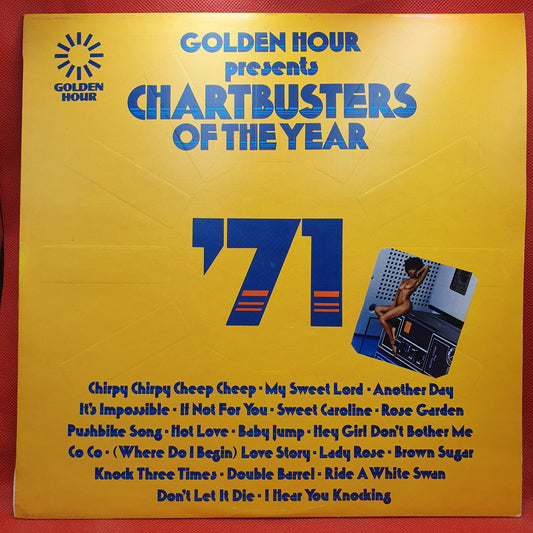 GOLDEN
HOUR
GOLDEN HOUR
presents
CHARTBUSTERS
OF THE YEAR
'71
Chirpy Chirpy Cheep Cheep • My Sweet Lord • Another Day
It's Impossible • If Not For You • Sweet Caroline • Rose Garden
Pushbike Song • Hot Love • Baby Jump • Hey Girl Don't Bother Me
Co Co • (Where Do I Begin) Love Story • Lady Rose • Brown Sugar
Knock Three Times • Double Barrel • Ride A White Swan
Don't Let It Die • I Hear You Knocking